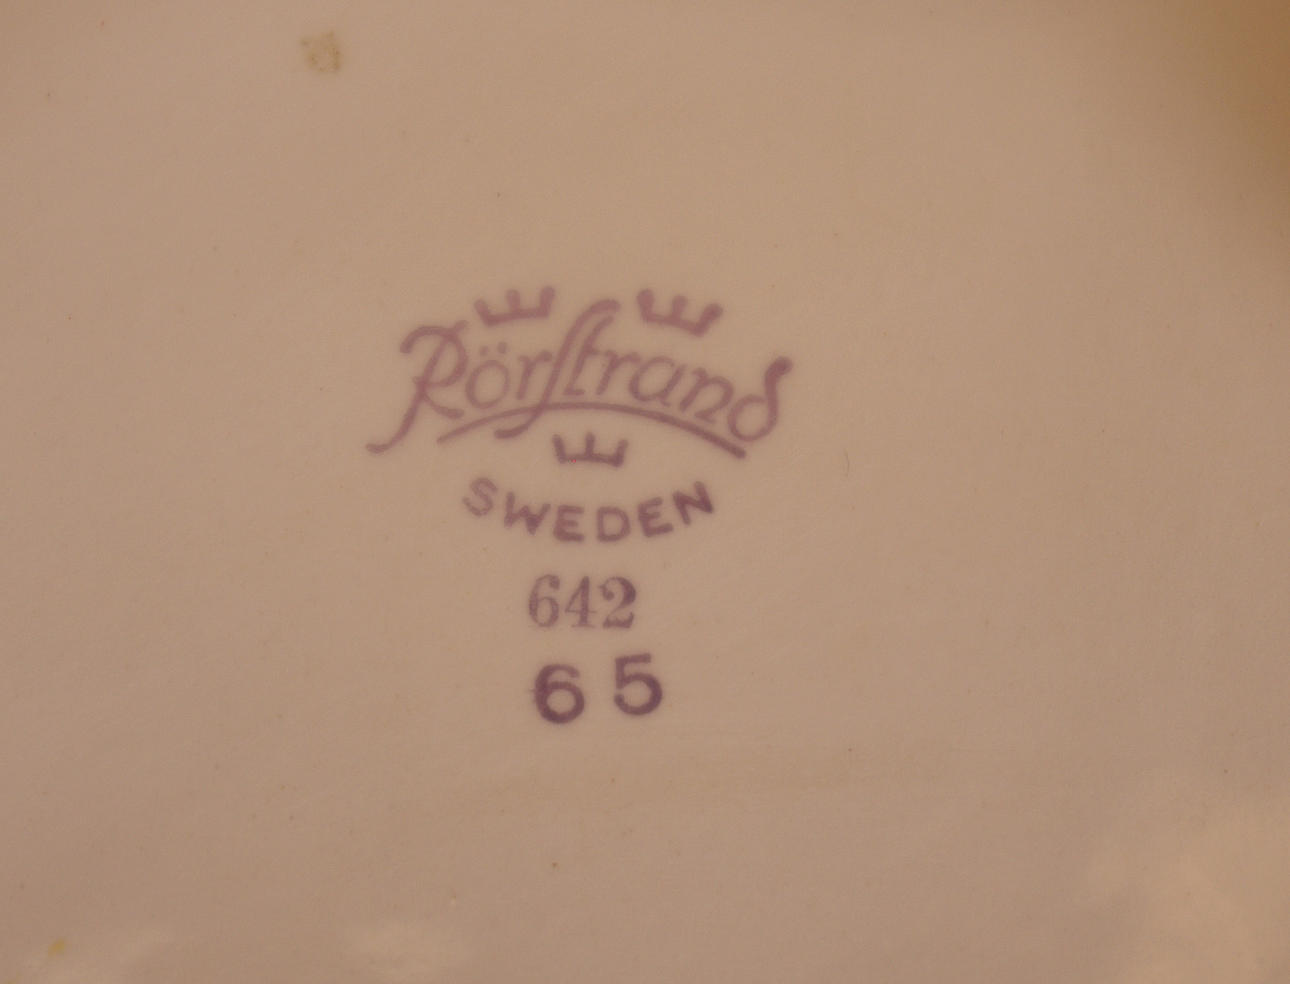 Rörstrand
SWEDEN
642
65